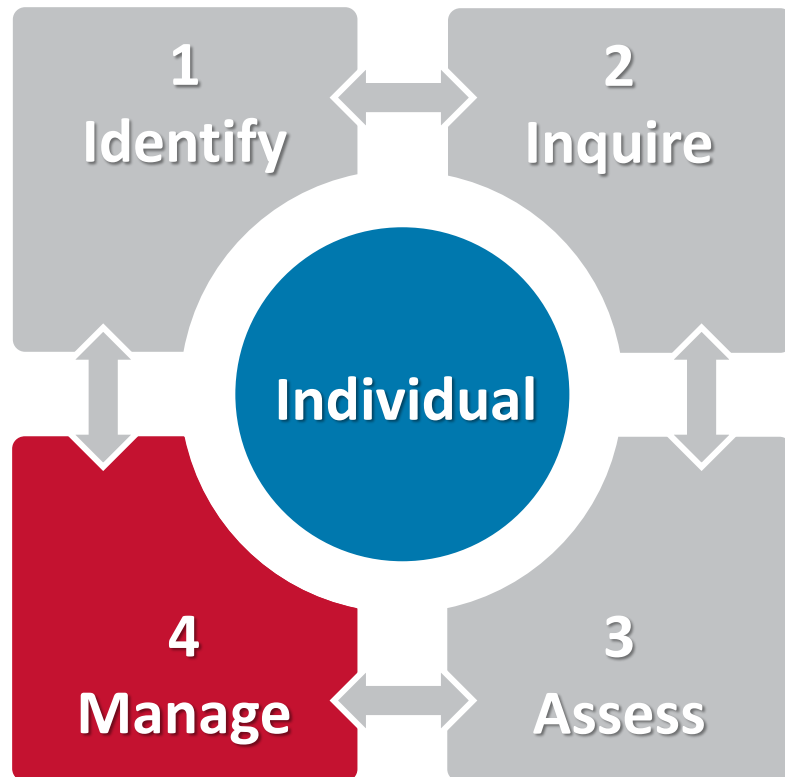 1
Identify
2
Inquire
Individual
4
Manage
3
Assess